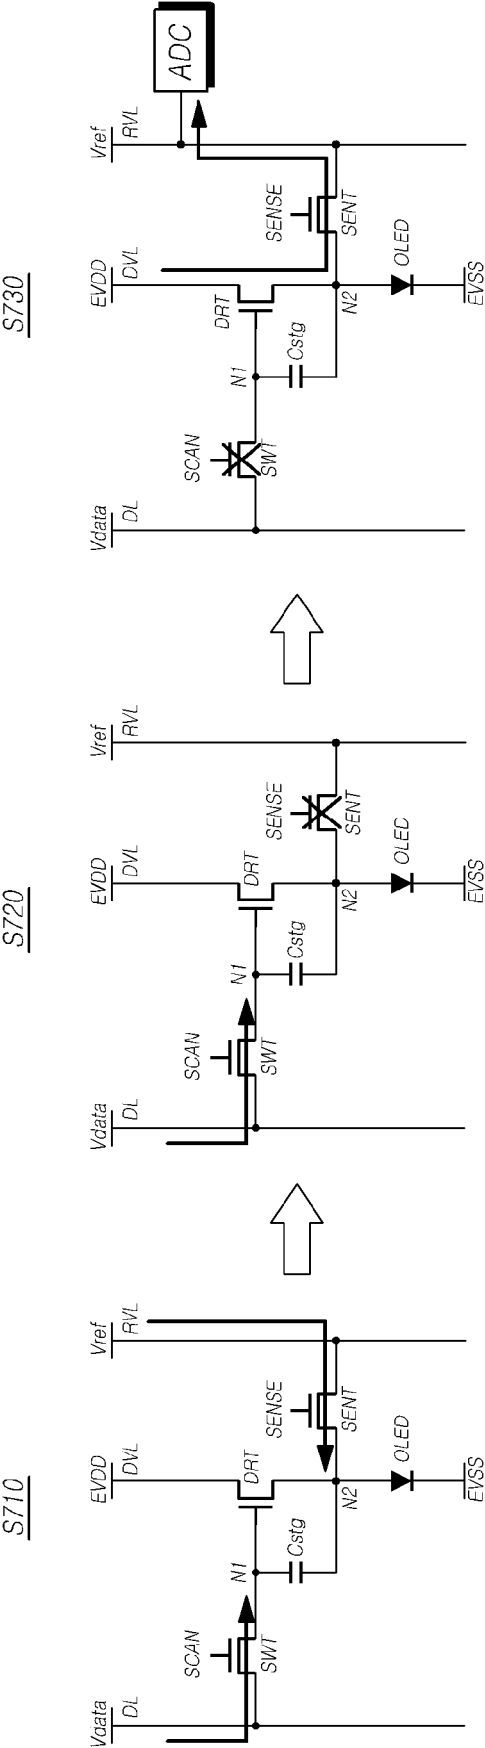 S710
Vdata
DL
EVDD
DVL
Vref
RVL
SCAN
SWT
N1
DRT
Cstg
SENSE
SENT
N2
OLED
EVSS
S720
Vdata
DL
EVDD
DVL
Vref
RVL
SCAN
SWT
N1
DRT
Cstg
SENSE
SENT
N2
OLED
EVSS
S730
Vdata
DL
EVDD
DVL
Vref
RVL
ADC
SCAN
SWT
N1
DRT
Cstg
SENSE
SENT
N2
OLED
EVSS